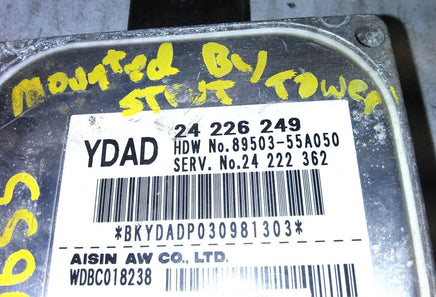 Mounted By
Strut Tower
24 226 249
YDAD
HDW No.89503-55A050
SERV. No.24 222 362
*BKYDADP030981303*
AISIN AW CO., LTD.
WDBC018238